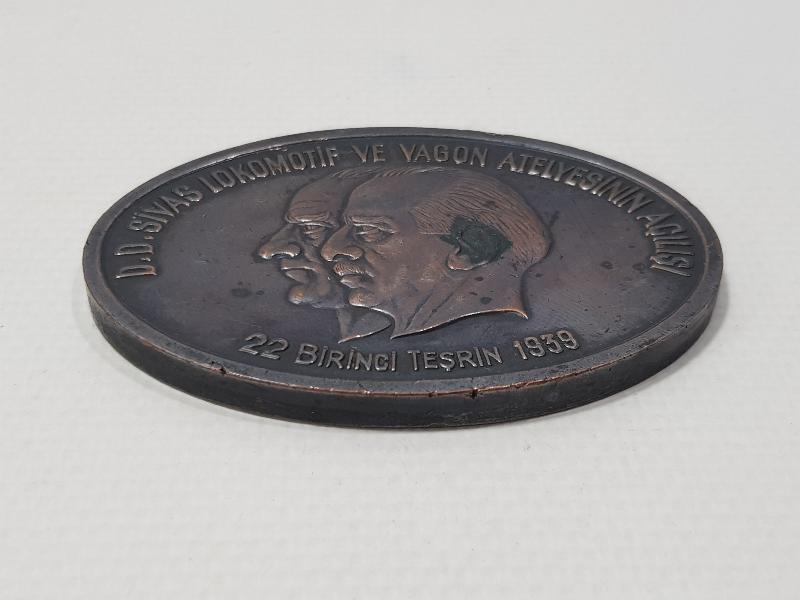 D.D. SİVAS LOKOMOTİF VE VAGON ATELYESİNİN AÇILIŞI
22 BİRİNCİ TEŞRİN 1939